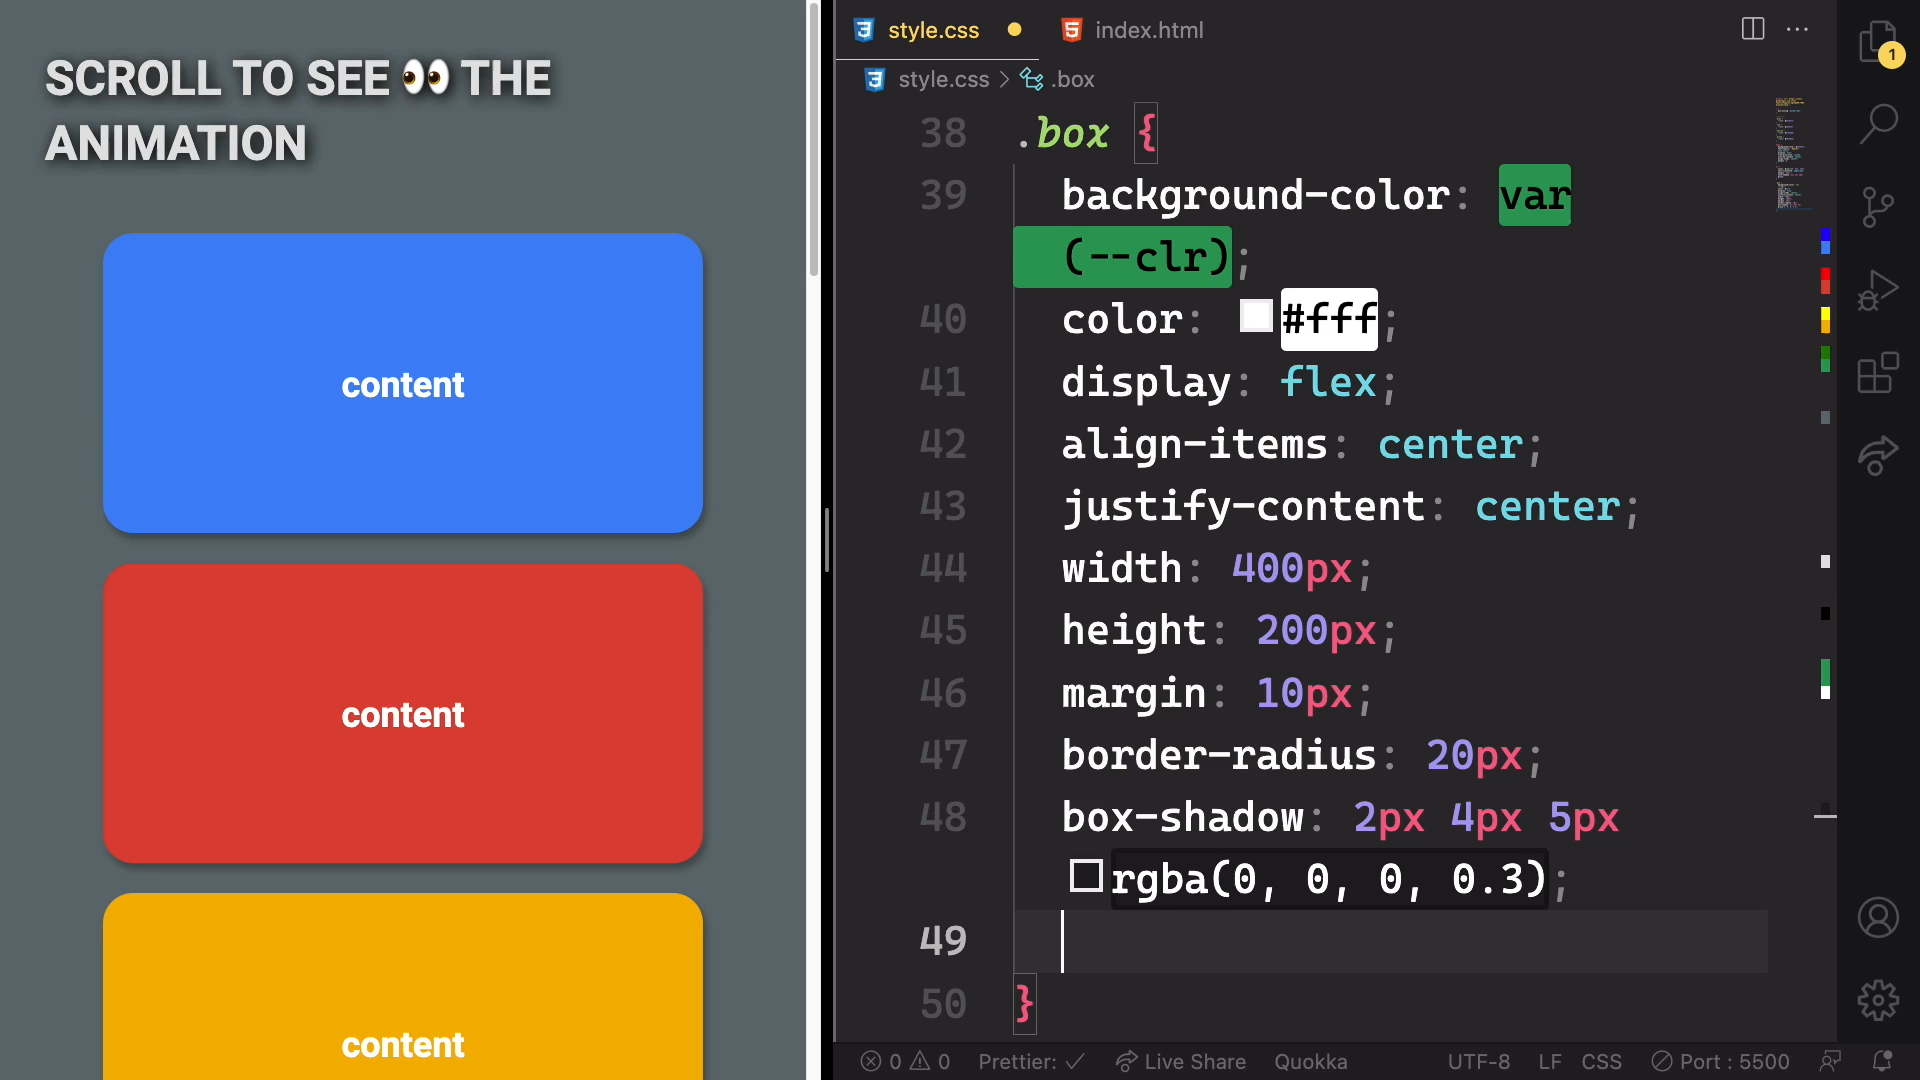 SCROLL TO SEE 👀 THE
ANIMATION
content
content
content
style.css
index.html
style.css > .box
38 .box {
39 background-color: var
(--clr);
40 color: #fff;
41 display: flex;
42 align-items: center;
43 justify-content: center;
44 width: 400px;
45 height: 200px;
46 margin: 10px;
47 border-radius: 20px;
48 box-shadow: 2px 4px 5px
rgba(0, 0, 0, 0.3);
49
50 }
1
0 0 Prettier: ✓ Live Share Quokka UTF-8 LF CSS Port : 5500